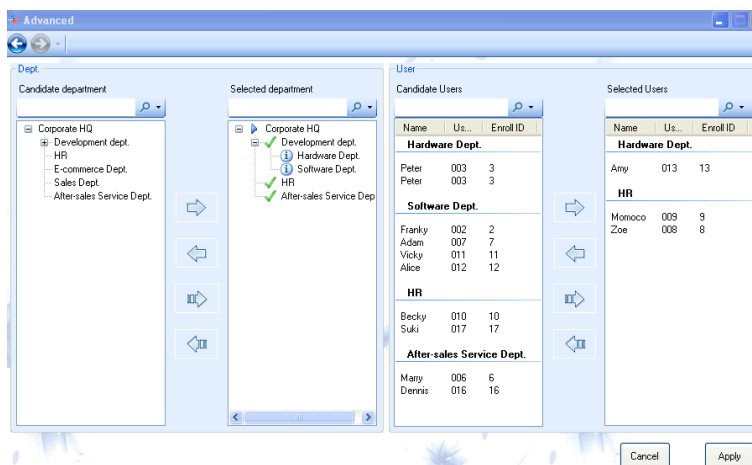 Advanced
Dept.
Candidate department
Corporate HQ
Development dept.
HR
E-commerce Dept.
Sales Dept.
After-sales Service Dept.
Selected department
Corporate HQ
Development dept.
Hardware Dept.
Software Dept.
HR
After-sales Service Dep
User
Candidate Users
Name Us... Enroll ID
Hardware Dept.
Peter 003 3
Peter 003 3
Software Dept.
Franky 002 2
Adam 007 7
Vicky 011 11
Alice 012 12
HR
Becky 010 10
Suki 017 17
After-sales Service Dept.
Marry 006 6
Dennis 016 16
Selected Users
Name Us... Enroll ID
Hardware Dept.
Amy 013 13
HR
Momoco 009 9
Zoe 008 8
Cancel Apply